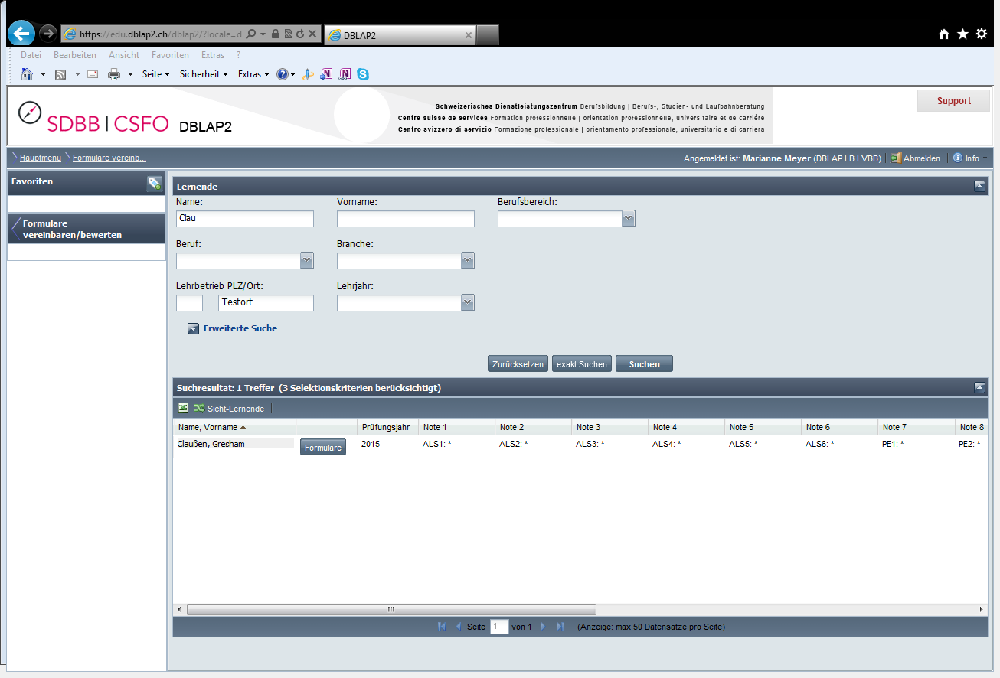 https://edu.dblap2.ch/dblap2/?locale=d
DBLAP2
Datei Bearbeiten Ansicht Favoriten Extras ?
Seite Sicherheit Extras
SDBB | CSFO DBLAP2
Schweizerisches Dienstleistungszentrum Berufsbildung | Berufs-, Studien- und Laufbahnberatung
Centre suisse de services Formation professionnelle | orientation professionnelle, universitaire et de carrière
Centro svizzero di servizio Formazione professionale | orientamento professionale, universitario e di carriera
Support
Hauptmenü Formulare vereinb...
Angemeldet ist: Marianne Meyer (DBLAP.LB.LVBB) Abmelden Info
Favoriten
Formulare
vereinbaren/bewerten
Lernende
Name: Vorname: Berufsbereich:
Clau
Beruf: Branche:
Lehrbetrieb PLZ/Ort: Lehrjahr:
Testort
Erweiterte Suche
Zurücksetzen exakt Suchen Suchen
Suchresultat: 1 Treffer (3 Selektionskriterien berücksichtigt)
Sicht-Lernende
Name, Vorname Prüfungsjahr Note 1 Note 2 Note 3 Note 4 Note 5 Note 6 Note 7 Note 8
Claußen, Gresham Formulare 2015 ALS1: * ALS2: * ALS3: * ALS4: * ALS5: * ALS6: * PE1: * PE2: *
Seite 1 von 1 (Anzeige: max 50 Datensätze pro Seite)